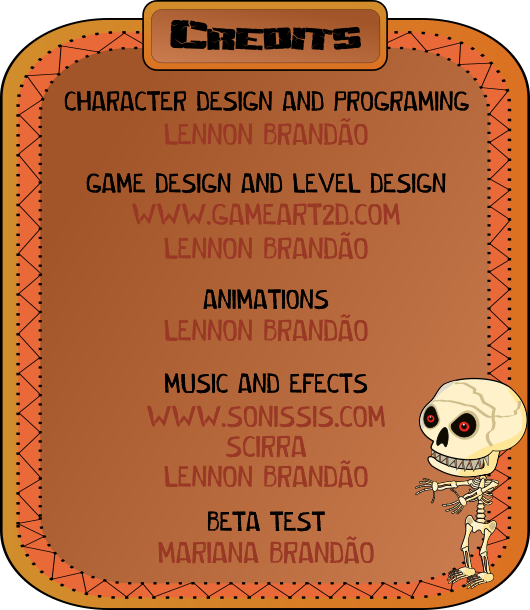 CREDITS
CHARACTER DESIGN AND PROGRAMING
LENNON BRANDÃO
GAME DESIGN AND LEVEL DESIGN
WWW.GAMEART2D.COM
LENNON BRANDÃO
ANIMATIONS
LENNON BRANDÃO
MUSIC AND EFECTS
WWW.SONISSIS.COM
SCIRRA
LENNON BRANDÃO
BETA TEST
MARIANA BRANDÃO